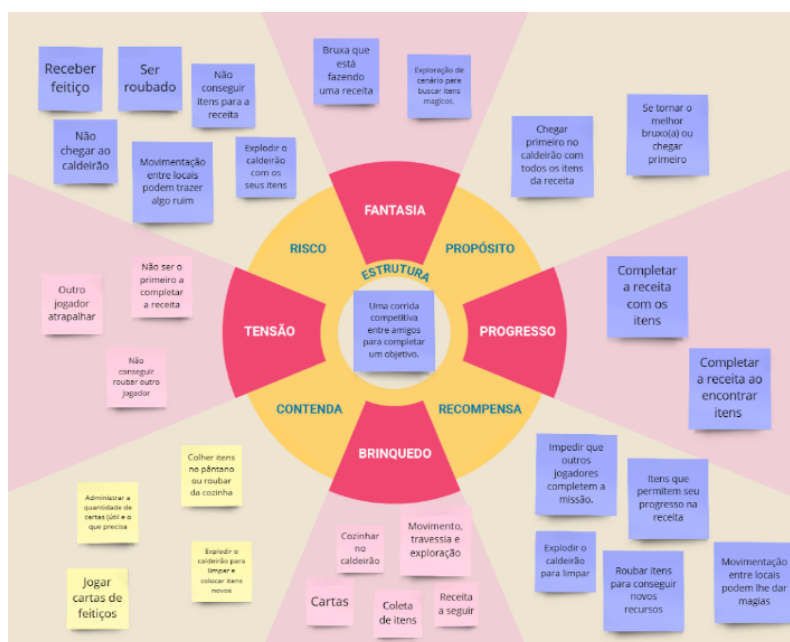 Receber
feitiço
Ser
roubado
Não
conseguir
itens para a
receita
Não
chegar ao
caldeirão
Movimentação
entre locais
podem trazer
algo ruim
Explodir o
caldeirão
com os
seus itens
Bruxa que
está
fazendo
uma receita
Exploração de
cenário para
buscar itens
magicos.
Chegar
primeiro no
caldeirão com
todos os itens
da receita
Se tornar o
melhor
bruxo(a) ou
chegar
primeiro
FANTASIA
RISCO
PROPÓSITO
ESTRUTURA
Outro
jogador
atrapalhar
Não ser o
primeiro a
completar
a receita
Não
conseguir
roubar outro
jogador
TENSÃO
Uma corrida
competitiva
entre amigos
para completar
um objetivo.
PROGRESSO
Completar
a receita
com os
itens
Completar
a receita ao
encontrar
itens
CONTENDA
RECOMPENSA
BRINQUEDO
Administrar a
quantidade de
cartas (útil e o
que precisa
Colher itens
no pântano
ou roubar
da cozinha
Jogar
cartas de
feitiços
Explodir o
caldeirão para
limpar e
colocar itens
novos
Cozinhar
no
caldeirão
Movimento,
travessia e
exploração
Cartas
Coleta
de itens
Receita
a seguir
Impedir que
outros
jogadores
completem a
missão.
Itens que
permitem seu
progresso na
receita
Explodir o
caldeirão
para limpar
Roubar itens
para conseguir
novos
recursos
Movimentação
entre locais
podem lhe dar
magias